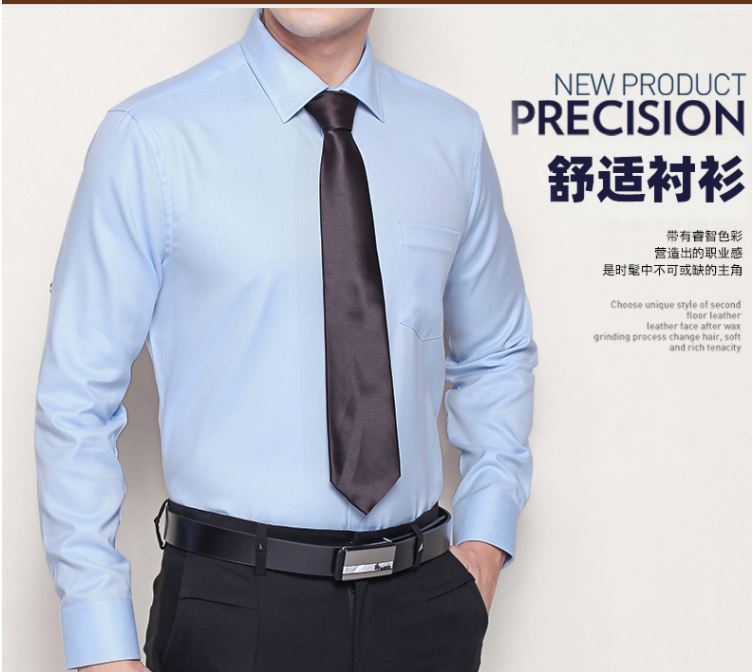 NEW PRODUCT
PRECISION
舒适衬衫
带有睿智色彩
营造出的职业感
是时髦中不可或缺的主角
Choose unique style of second
floor leather
leather face after wax
grinding process change hair, soft
and rich tenacity